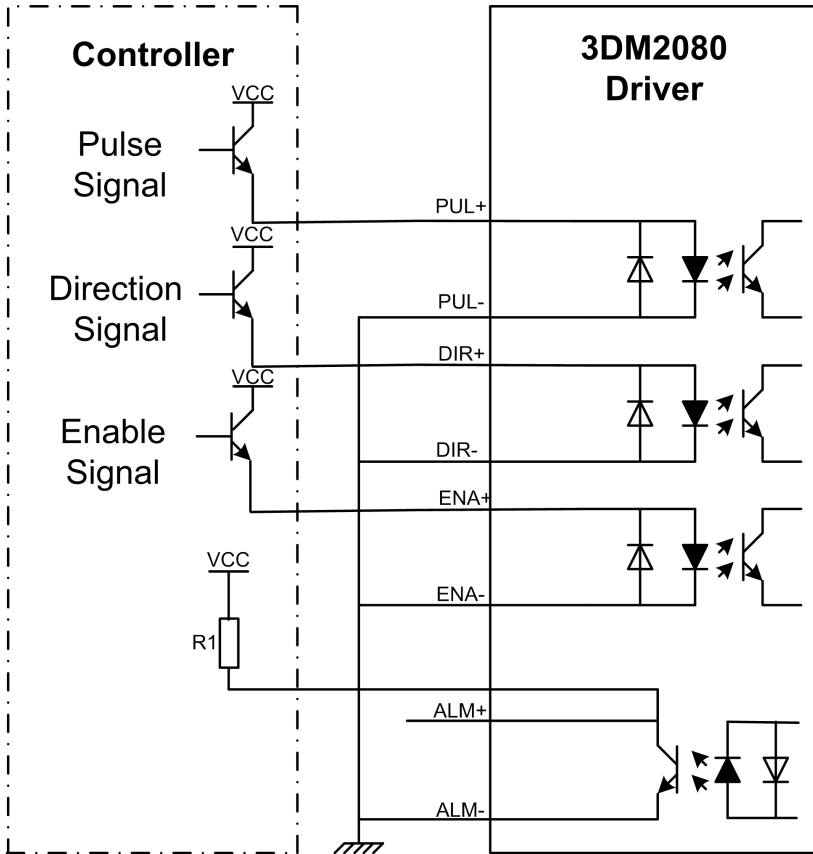 Controller
3DM2080
Driver
VCC
Pulse
Signal
PUL+
VCC
Direction
Signal
PUL-
DIR+
VCC
Enable
Signal
DIR-
ENA+
VCC
ENA-
R1
ALM+
ALM-